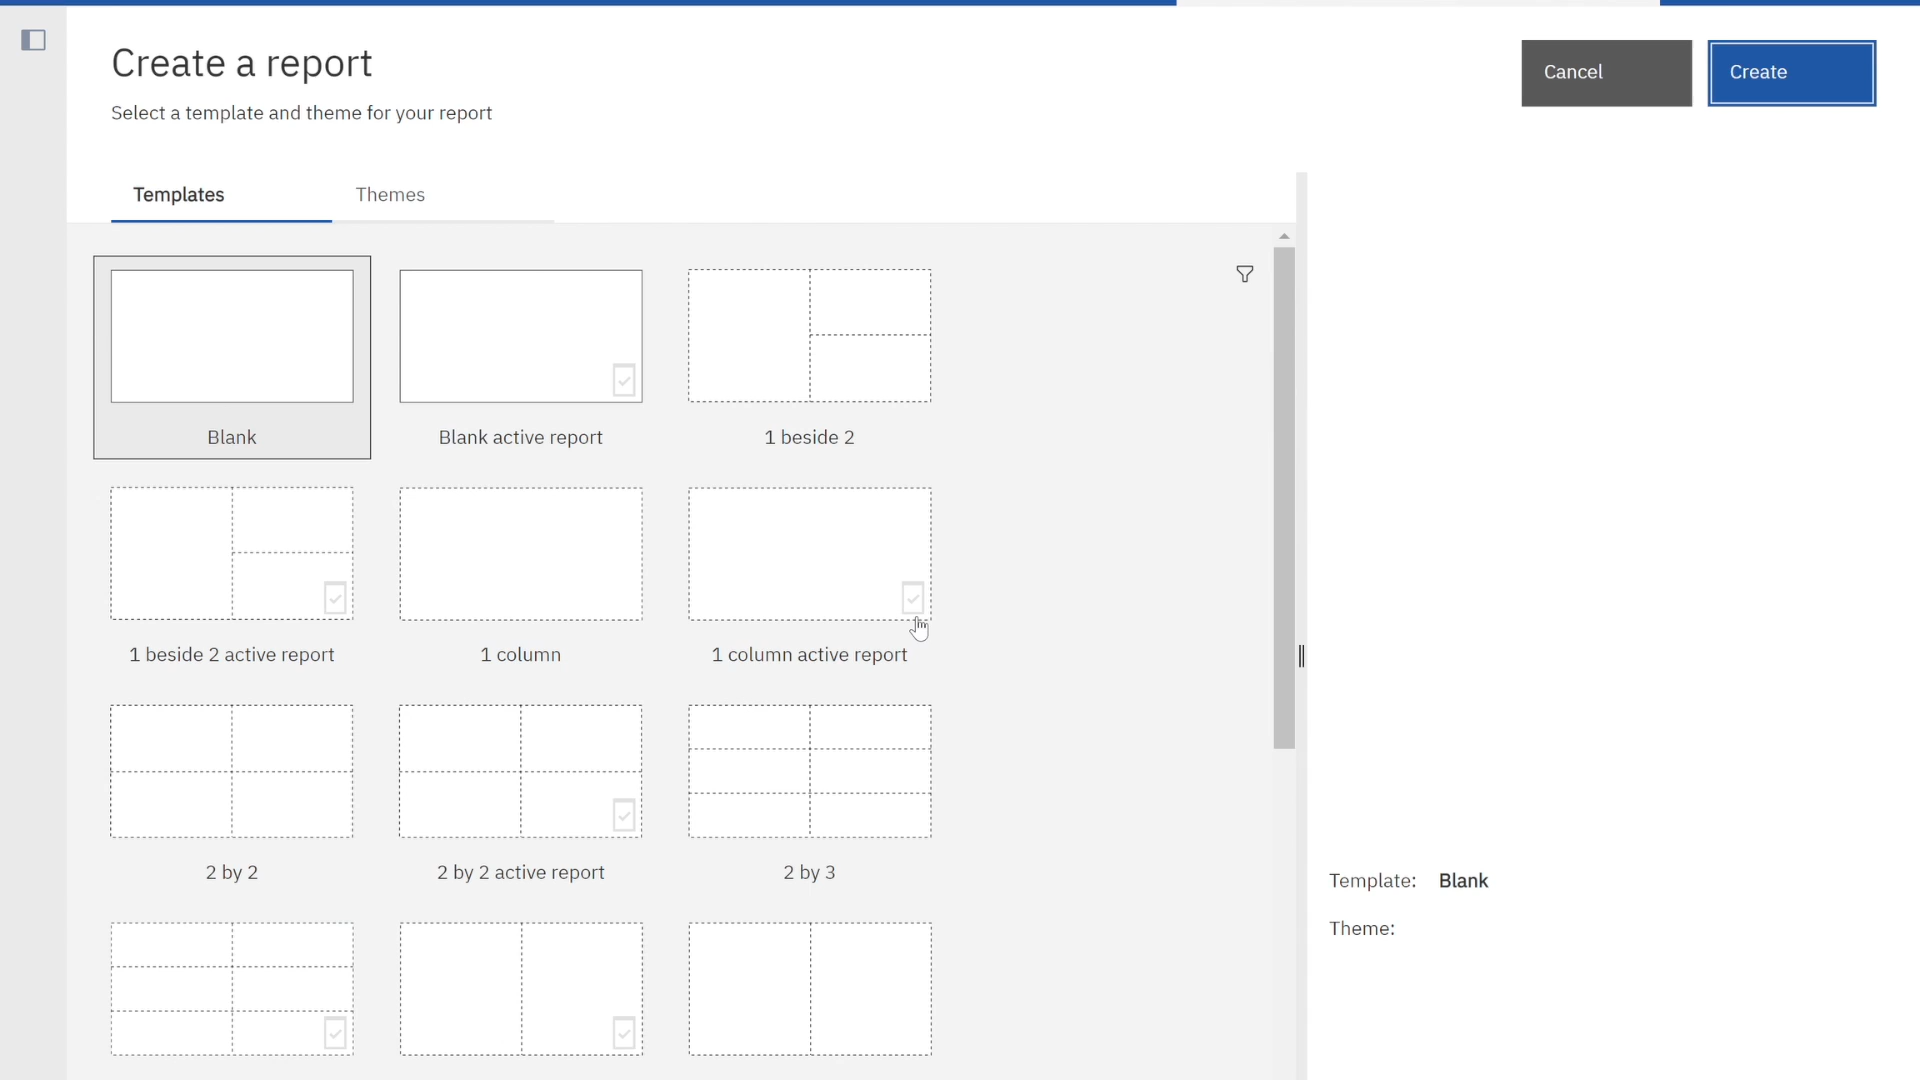 Create a report
Cancel
Create
Select a template and theme for your report
Templates
Themes
Blank
Blank active report
1 beside 2
1 beside 2 active report
1 column
1 column active report
2 by 2
2 by 2 active report
2 by 3
Template: Blank
Theme: